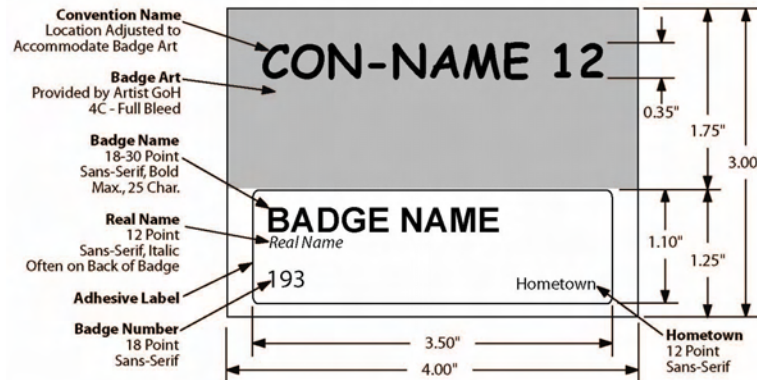 Convention Name
Location Adjusted to
Accommodate Badge Art
Badge Art
Provided by Artist GoH
4C - Full Bleed
Badge Name
18-30 Point
Sans-Serif, Bold
Max., 25 Char.
Real Name
12 Point
Sans-Serif, Italic
Often on Back of Badge
Adhesive Label
Badge Number
18 Point
Sans-Serif
CON-NAME 12
BADGE NAME
Real Name
193
Hometown
0.35"
1.75"
3.00"
1.10"
1.25"
3.50"
4.00"
Hometown
12 Point
Sans-Serif